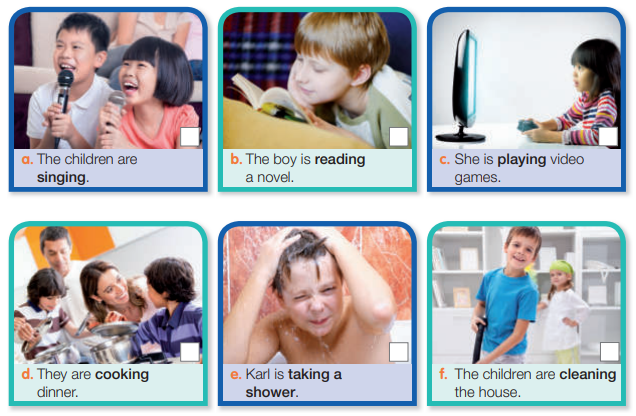 a. The children are
singing.
b. The boy is reading
a novel.
c. She is playing video
games.
d. They are cooking
dinner.
e. Karl is taking a
shower.
f. The children are cleaning
the house.